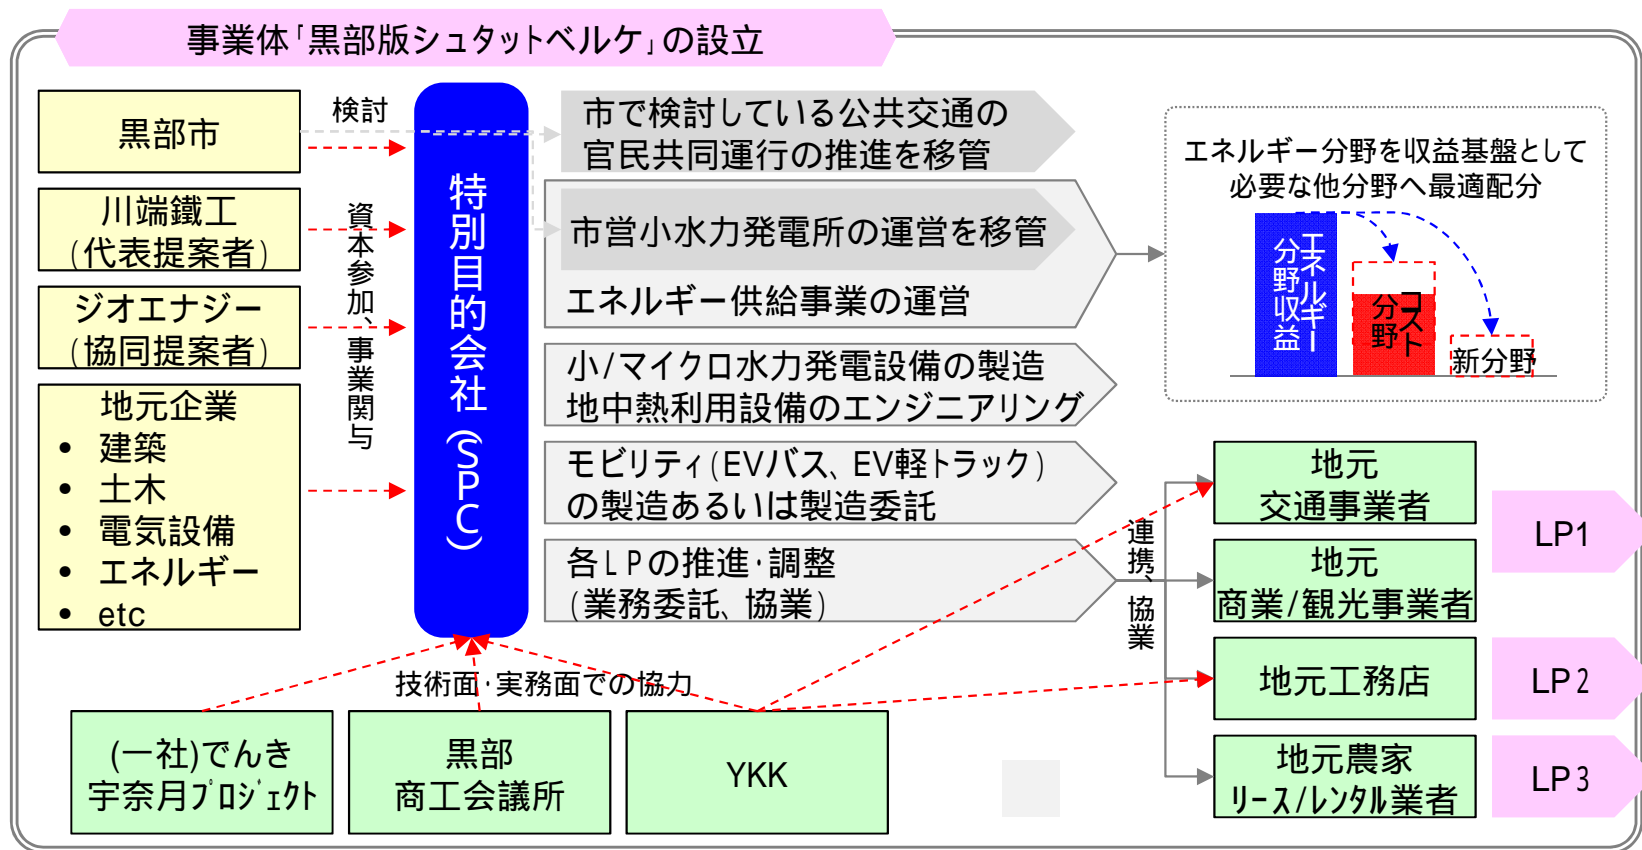 事業体「黒部版シュタットベルケ」の設立
黒部市
川端鐵工
(代表提案者)
ジオエナジー
(協同提案者)
地元企業
• 建築
• 土木
• 電気設備
• エネルギー
• etc
検討
資本参加、事業関与
特別目的会社(SPC)
市で検討している公共交通の
官民共同運行の推進を移管
市営小水力発電所の運営を移管
エネルギー供給事業の運営
小/マイクロ水力発電設備の製造
地中熱利用設備のエンジニアリング
モビリティ(EVバス、EV軽トラック)
の製造あるいは製造委託
各LPの推進・調整
(業務委託、協業)
エネルギー分野を収益基盤として
必要な他分野へ最適配分
エネルギー
分野収益
コスト
分野
新分野
連携、協業
地元
交通事業者
地元
商業/観光事業者
地元工務店
地元農家
リース/レンタル業者
LP1
LP2
LP3
技術面・実務面での協力
(一社)でんき
宇奈月プロジェクト
黒部
商工会議所
YKK